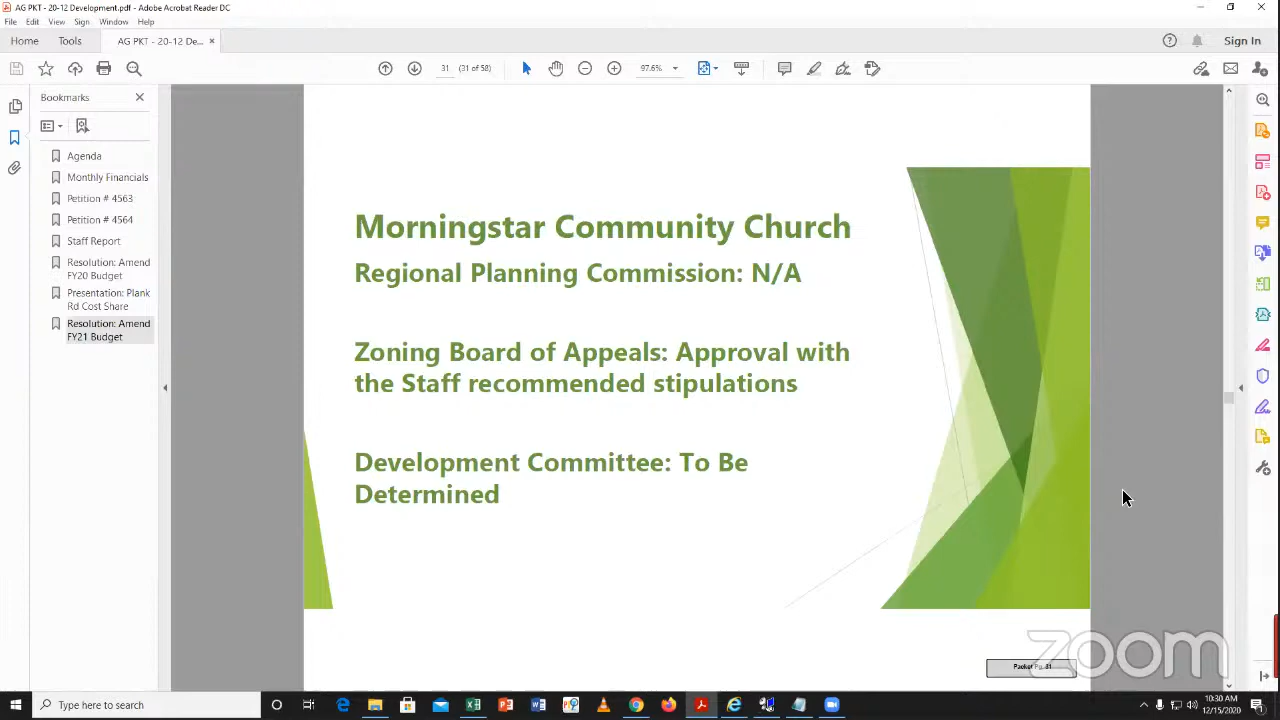 AG PKT - 20-12 Development.pdf - Adobe Acrobat Reader DC
File Edit View Sign Window Help
Home Tools AG PKT - 20-12 De... × Sign In
31 (31 of 58) 97.6%
Bookmarks
Agenda
Monthly Financials
Petition # 4563
Petition # 4564
Staff Report
Resolution: Amend
FY20 Budget
Presentation: Plank
Rd Cost Share
Resolution: Amend
FY21 Budget
Morningstar Community Church
Regional Planning Commission: N/A
Zoning Board of Appeals: Approval with
the Staff recommended stipulations
Development Committee: To Be
Determined
zoom
Packet Pg. 31
Type here to search
10:30 AM
12/15/2020